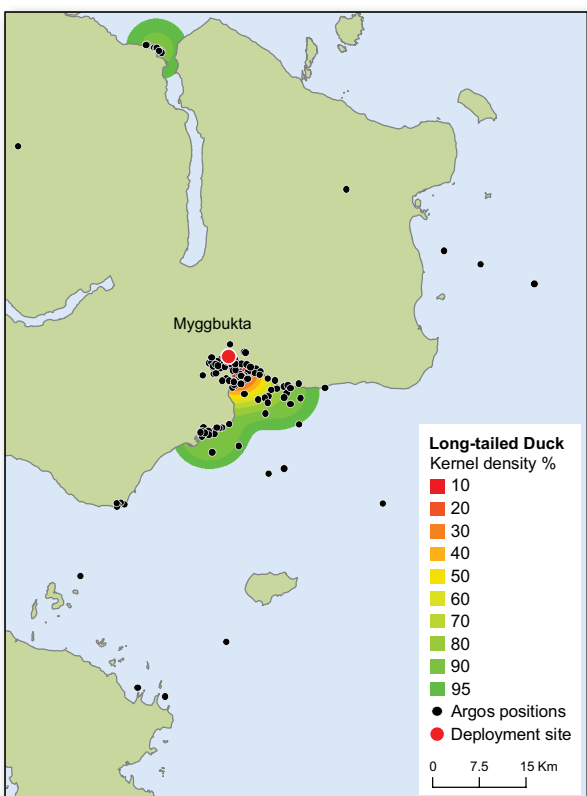 Myggbukta
Long-tailed Duck
Kernel density %
10
20
30
40
50
60
70
80
90
95
Argos positions
Deployment site
0 7.5 15 Km